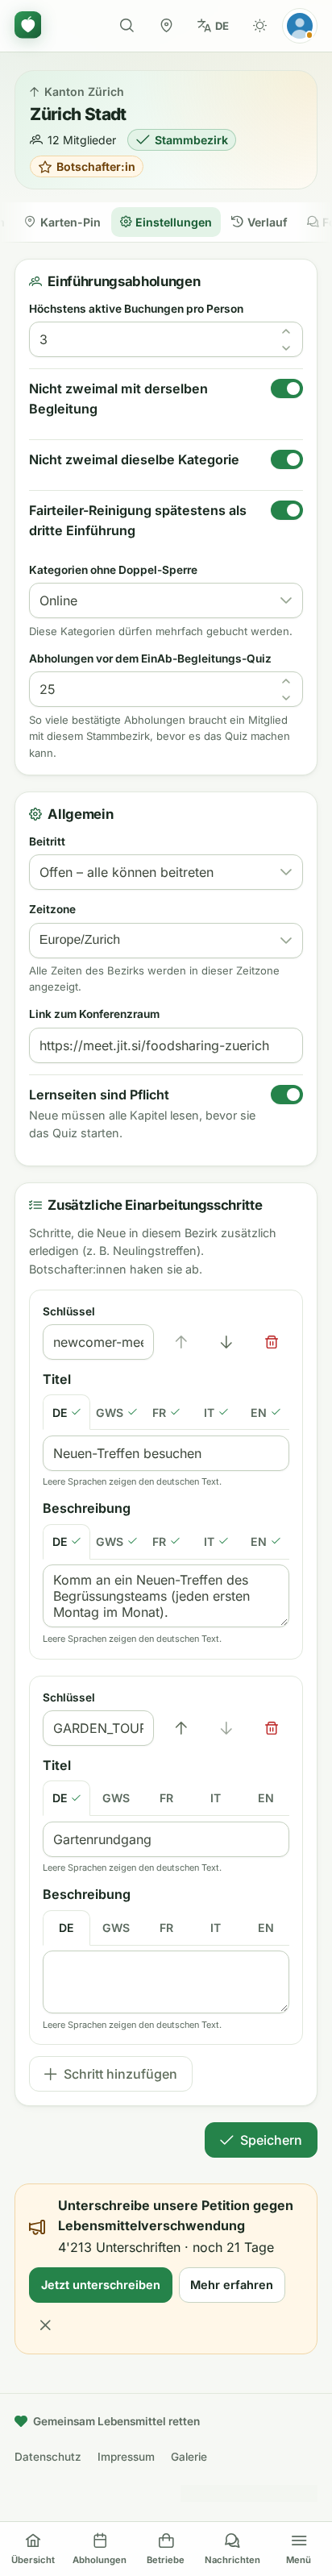 DE
Kanton Zürich
Zürich Stadt
12 Mitglieder
Stammbezirk
Botschafter:in
Karten-Pin
Einstellungen
Verlauf
Einführungsabholungen
Höchstens aktive Buchungen pro Person
3
Nicht zweimal mit derselben
Begleitung
Nicht zweimal dieselbe Kategorie
Fairteiler-Reinigung spätestens als
dritte Einführung
Kategorien ohne Doppel-Sperre
Online
Diese Kategorien dürfen mehrfach gebucht werden.
Abholungen vor dem EinAb-Begleitungs-Quiz
25
So viele bestätigte Abholungen braucht ein Mitglied
mit diesem Stammbezirk, bevor es das Quiz machen
kann.
Allgemein
Beitritt
Offen – alle können beitreten
Zeitzone
Europe/Zurich
Alle Zeiten des Bezirks werden in dieser Zeitzone
angezeigt.
Link zum Konferenzraum
https://meet.jit.si/foodsharing-zuerich
Lernseiten sind Pflicht
Neue müssen alle Kapitel lesen, bevor sie
das Quiz starten.
Zusätzliche Einarbeitungsschritte
Schritte, die Neue in diesem Bezirk zusätzlich
erledigen (z. B. Neulingstreffen).
Botschafter:innen haken sie ab.
Schlüssel
newcomer-mee
Titel
DE GWS FR IT EN
Neuen-Treffen besuchen
Leere Sprachen zeigen den deutschen Text.
Beschreibung
DE GWS FR IT EN
Komm an ein Neuen-Treffen des
Begrüssungsteams (jeden ersten
Montag im Monat).
Leere Sprachen zeigen den deutschen Text.
Schlüssel
GARDEN_TOUR
Titel
DE GWS FR IT EN
Gartenrundgang
Leere Sprachen zeigen den deutschen Text.
Beschreibung
DE GWS FR IT EN
Leere Sprachen zeigen den deutschen Text.
Schritt hinzufügen
Speichern
Unterschreibe unsere Petition gegen
Lebensmittelverschwendung
4'213 Unterschriften · noch 21 Tage
Jetzt unterschreiben
Mehr erfahren
Gemeinsam Lebensmittel retten
Datenschutz Impressum Galerie
Übersicht Abholungen Betriebe Nachrichten Menü